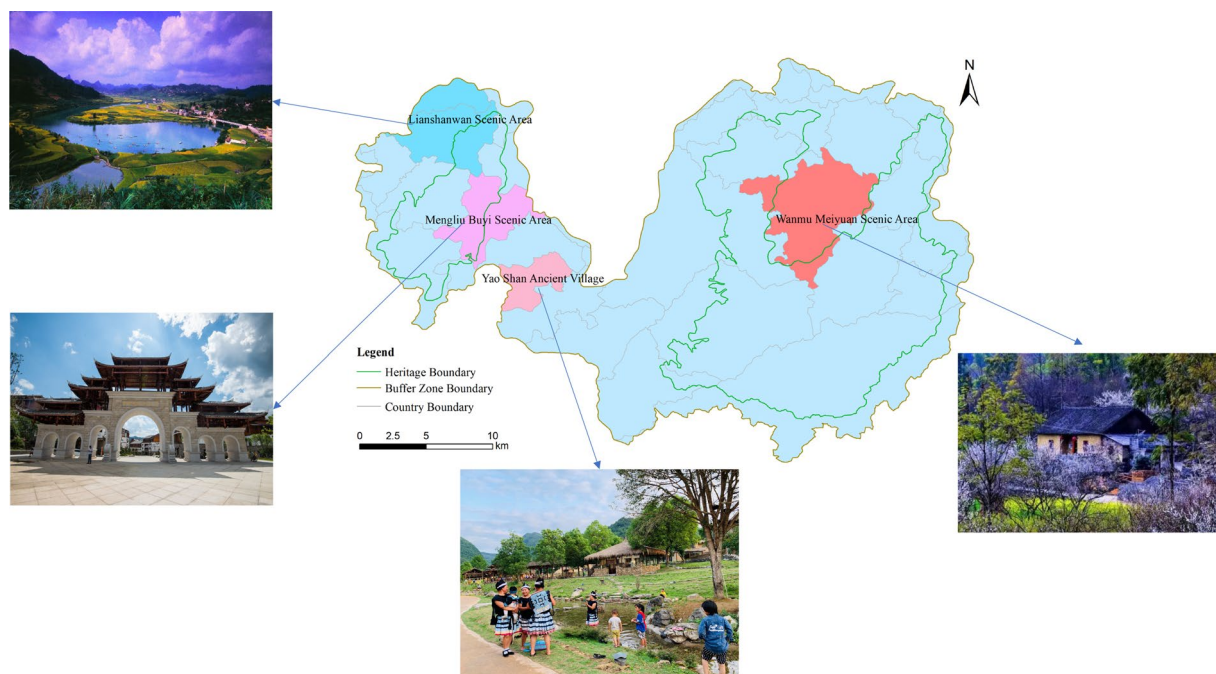 N
Lianshanwan Scenic Area
Mengliu Buyi Scenic Area
Wanmu Meiyuan Scenic Area
Yao Shan Ancient Village
Legend
Heritage Boundary
Buffer Zone Boundary
Country Boundary
0 2.5 5 10
km